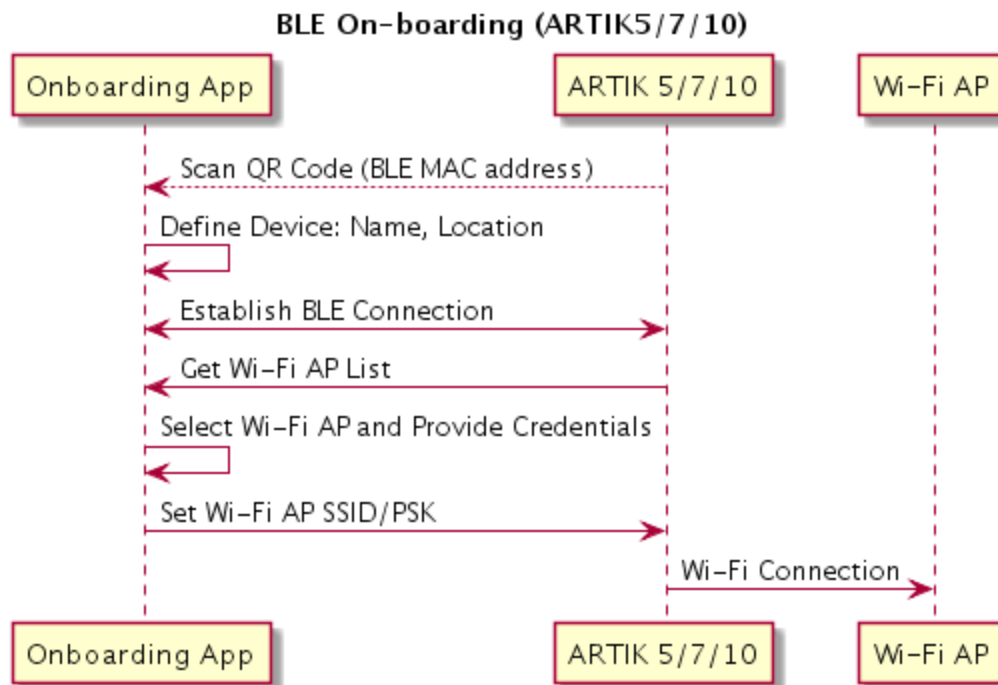 BLE On-boarding (ARTIK5/7/10)
Onboarding App
ARTIK 5/7/10
Wi-Fi AP
Scan QR Code (BLE MAC address)
Define Device: Name, Location
Establish BLE Connection
Get Wi-Fi AP List
Select Wi-Fi AP and Provide Credentials
Set Wi-Fi AP SSID/PSK
Wi-Fi Connection
Onboarding App
ARTIK 5/7/10
Wi-Fi AP